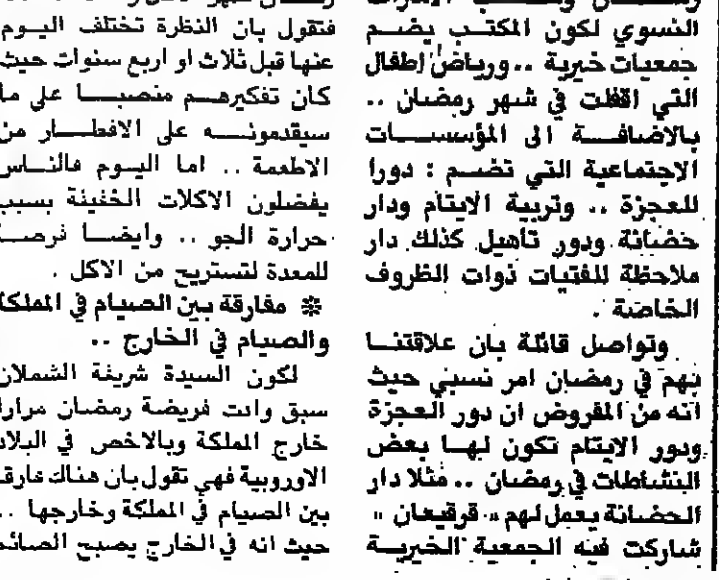 النسوي لكون المكتب يضم
جمعيات خيرية .. ورياض اطفال
التي اقفلت في شهر رمضان ..
بالاضافة الى المؤسسات
الاجتماعية التي تضم : دورا
للعجزة .. وتربية الايتام ودار
حضانة ودور تأهيل كذلك دار
ملاحظة للفتيات ذوات الظروف
الخاصة .
وتواصل قائلة بان علاقتنا
بهم في رمضان امر نسبي حيث
انه من المفروض ان دور العجزة
ودور الايتام تكون لها بعض
النشاطات في رمضان .. مثلا دار
الحضانة يعمل لهم « قرقيعان »
شاركت فيه الجمعية الخيرية
فتقول بان النظرة تختلف اليوم
عنها قبل ثلاث او اربع سنوات حيث
كان تفكيرهم منصبا على ما
سيقدمونه على الافطار من
الاطعمة .. اما اليوم فالناس
يفضلون الاكلات الخفيفة بسبب
حرارة الجو .. وايضا فرصة
للمعدة لتستريح من الاكل .
※ مفارقة بين الصيام في المملكة
والصيام في الخارج ..
لكون السيدة شريفة الشملان
سبق وادت فريضة رمضان مرارا
خارج المملكة وبالاخص في البلاد
الاوروبية فهي تقول بان هناك فارقا
بين الصيام في المملكة وخارجها ..
حيث انه في الخارج يصبح الصائم